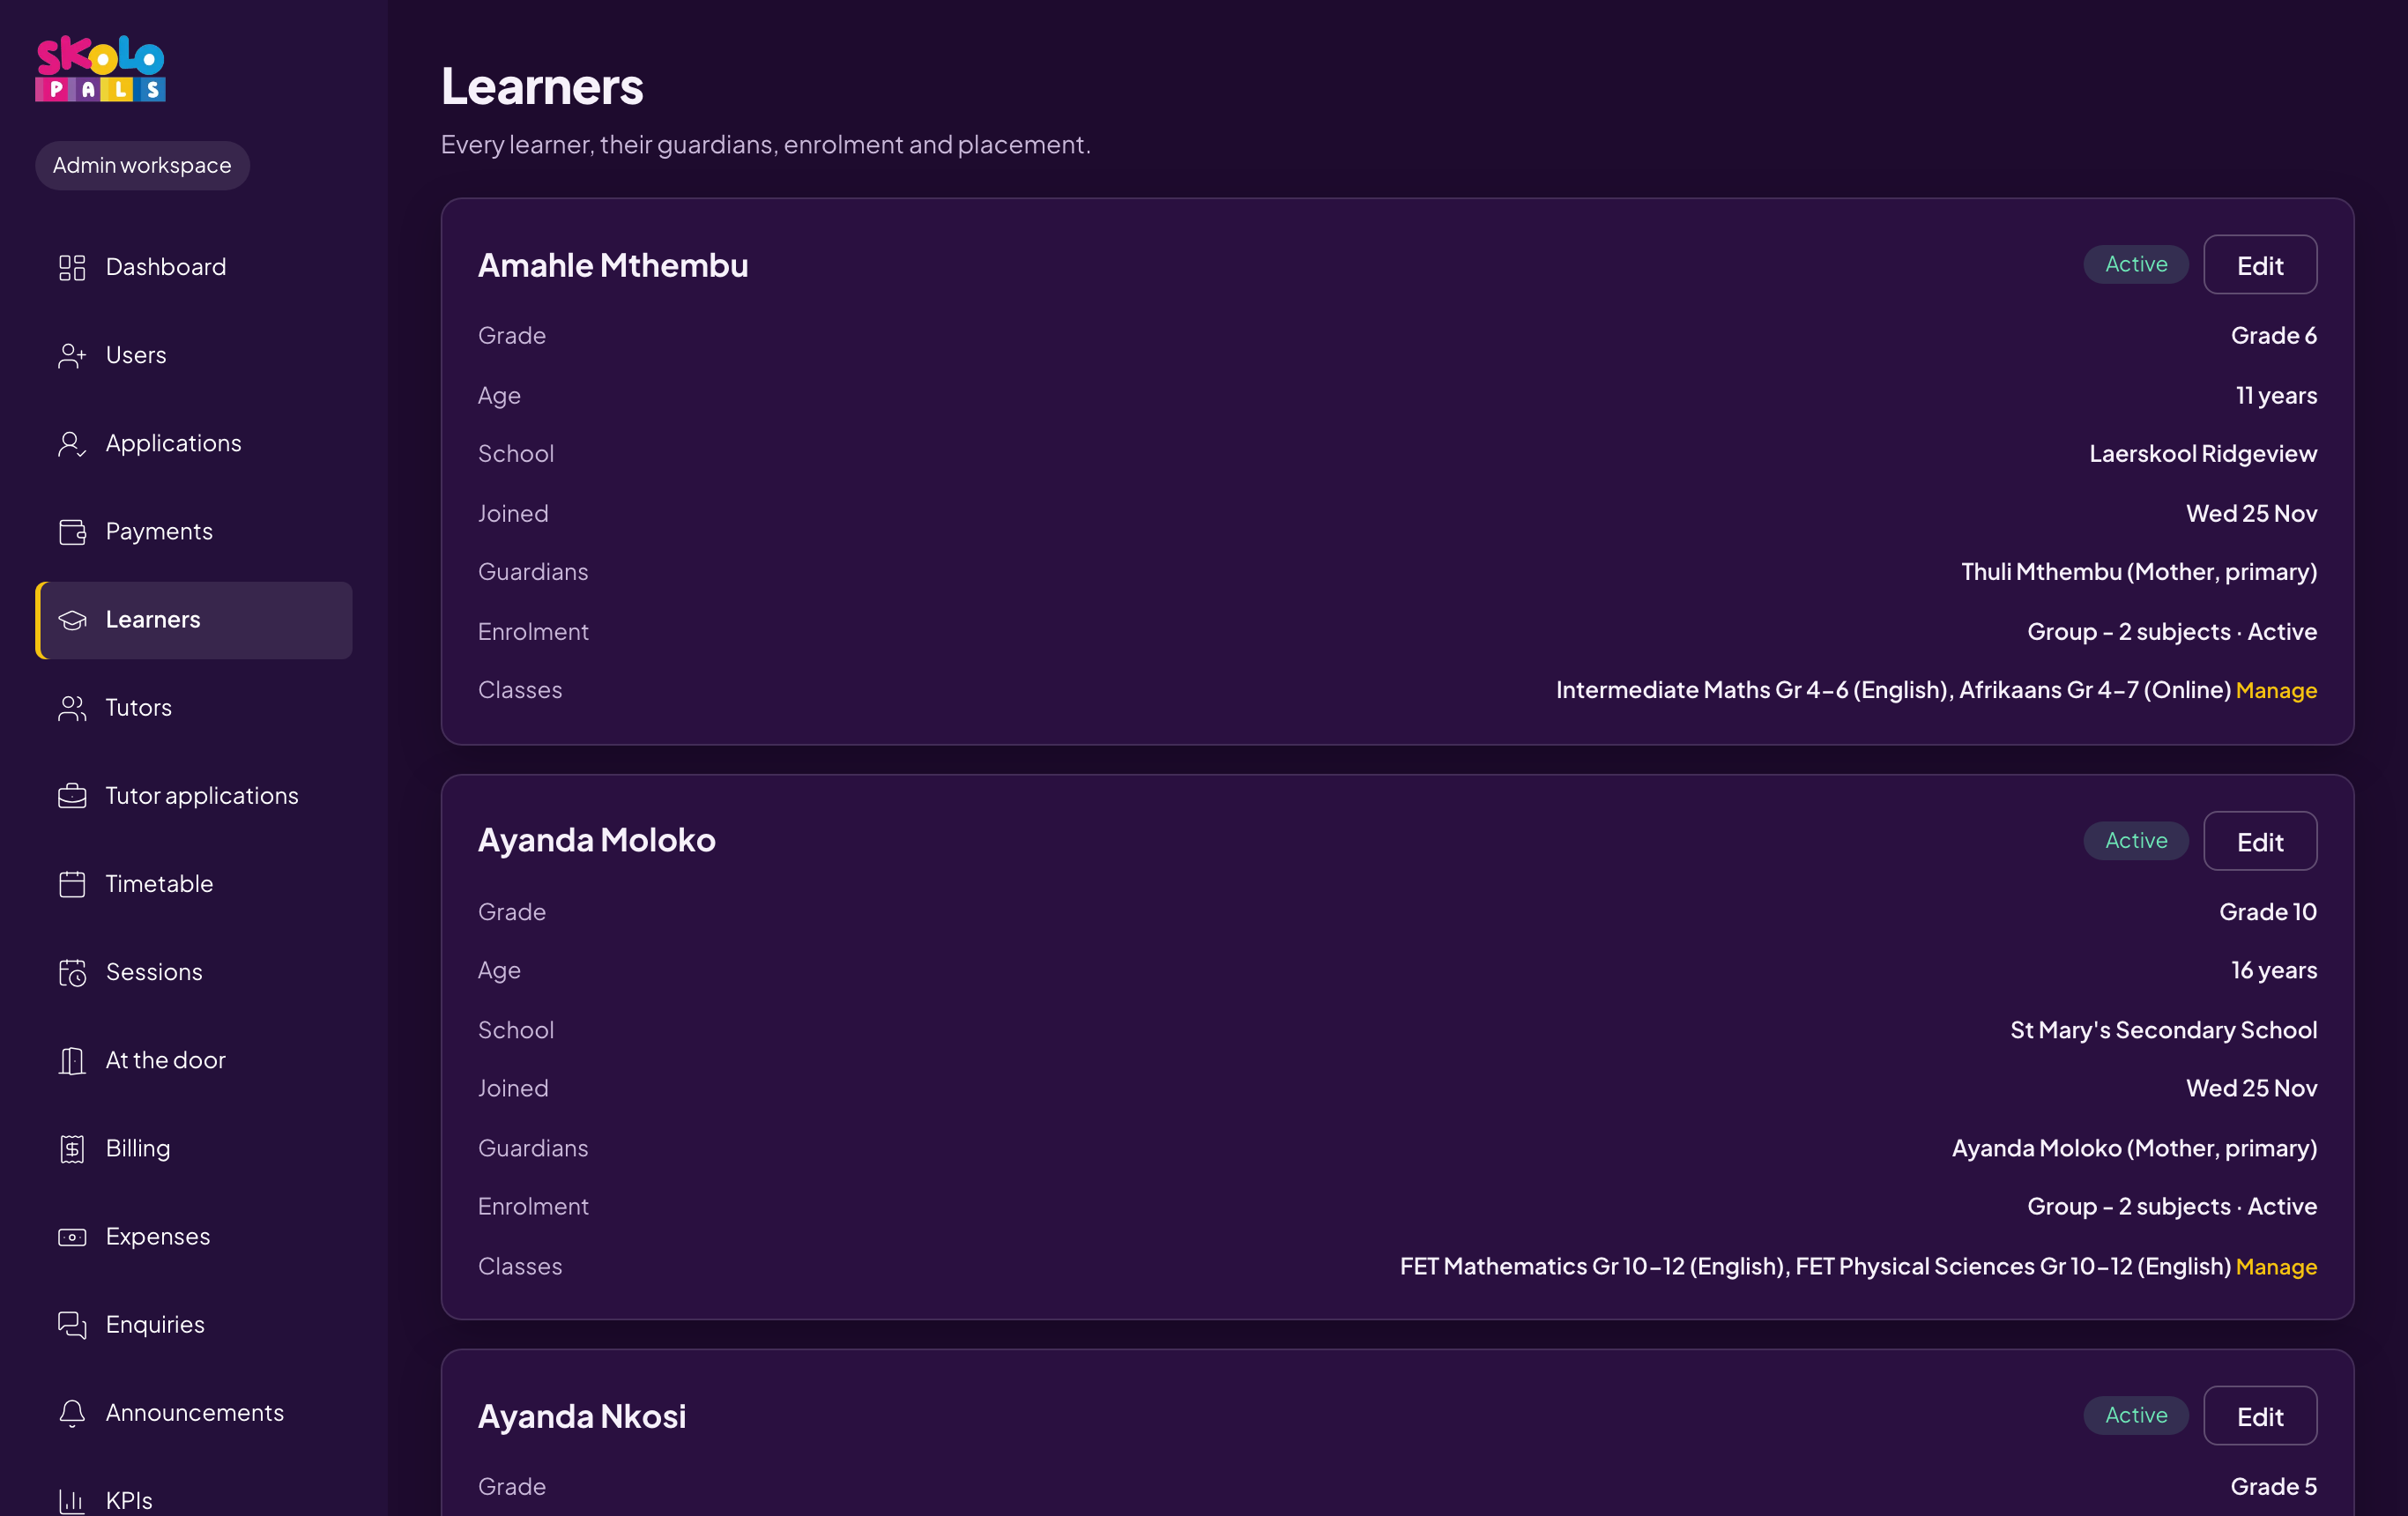 SKOLO
PALS
Admin workspace
Dashboard
Users
Applications
Payments
Learners
Tutors
Tutor applications
Timetable
Sessions
At the door
Billing
Expenses
Enquiries
Announcements
KPIs
Learners
Every learner, their guardians, enrolment and placement.
Amahle Mthembu Active Edit
Grade Grade 6
Age 11 years
School Laerskool Ridgeview
Joined Wed 25 Nov
Guardians Thuli Mthembu (Mother, primary)
Enrolment Group - 2 subjects · Active
Classes Intermediate Maths Gr 4–6 (English), Afrikaans Gr 4–7 (Online) Manage
Ayanda Moloko Active Edit
Grade Grade 10
Age 16 years
School St Mary's Secondary School
Joined Wed 25 Nov
Guardians Ayanda Moloko (Mother, primary)
Enrolment Group - 2 subjects · Active
Classes FET Mathematics Gr 10–12 (English), FET Physical Sciences Gr 10–12 (English) Manage
Ayanda Nkosi Active Edit
Grade Grade 5